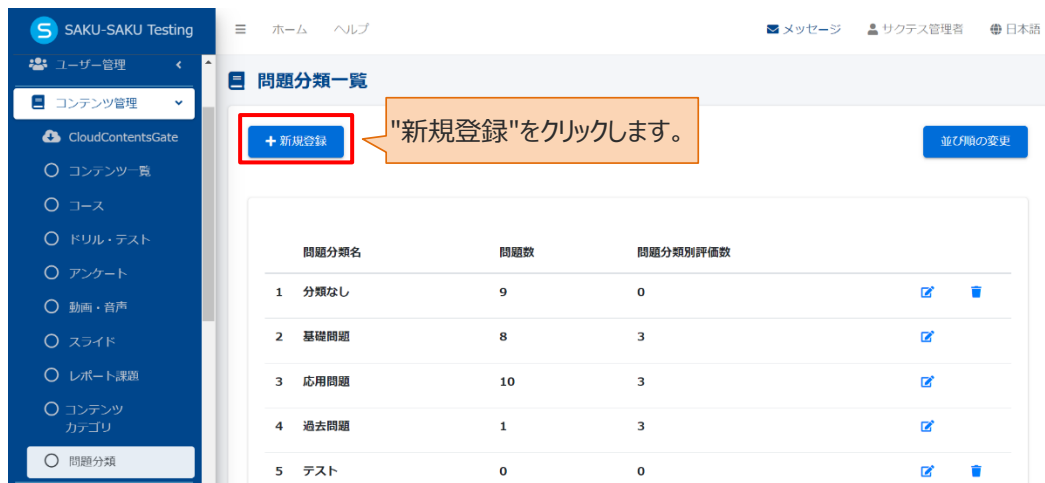 SAKU-SAKU Testing
ホーム ヘルプ
メッセージ サクテス管理者 日本語
ユーザー管理
コンテンツ管理
CloudContentsGate
コンテンツ一覧
コース
ドリル・テスト
アンケート
動画・音声
スライド
レポート課題
コンテンツ
カテゴリ
問題分類
問題分類一覧
+ 新規登録
"新規登録"をクリックします。
並び順の変更
問題分類名 問題数 問題分類別評価数
1 分類なし 9 0
2 基礎問題 8 3
3 応用問題 10 3
4 過去問題 1 3
5 テスト 0 0